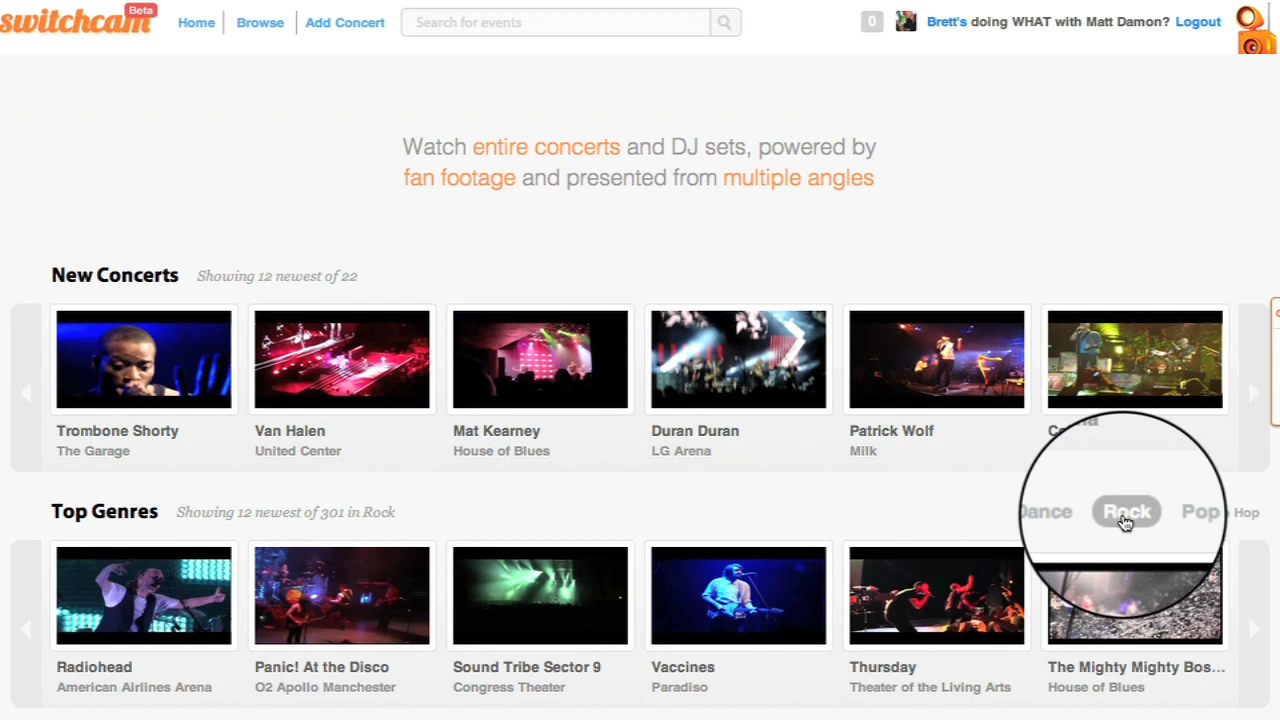 switchcam Beta Home Browse Add Concert Search for events 0 Brett's doing WHAT with Matt Damon? Logout
Watch entire concerts and DJ sets, powered by
fan footage and presented from multiple angles
New Concerts Showing 12 newest of 22
Trombone Shorty Van Halen Mat Kearney Duran Duran Patrick Wolf
The Garage United Center House of Blues LG Arena Milk
Top Genres Showing 12 newest of 301 in Rock Dance Rock Pop Hop
Radiohead Panic! At the Disco Sound Tribe Sector 9 Vaccines Thursday The Mighty Mighty Bos...
American Airlines Arena O2 Apollo Manchester Congress Theater Paradiso Theater of the Living Arts House of Blues